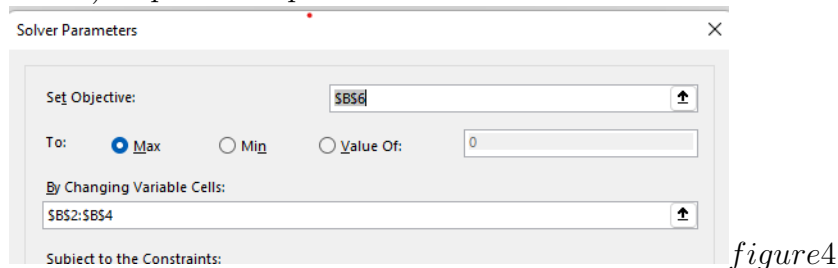 Solver Parameters
Set Objective:
$B$6
To:
Max
Min
Value Of:
0
By Changing Variable Cells:
$B$2:$B$4
Subject to the Constraints:
figure4